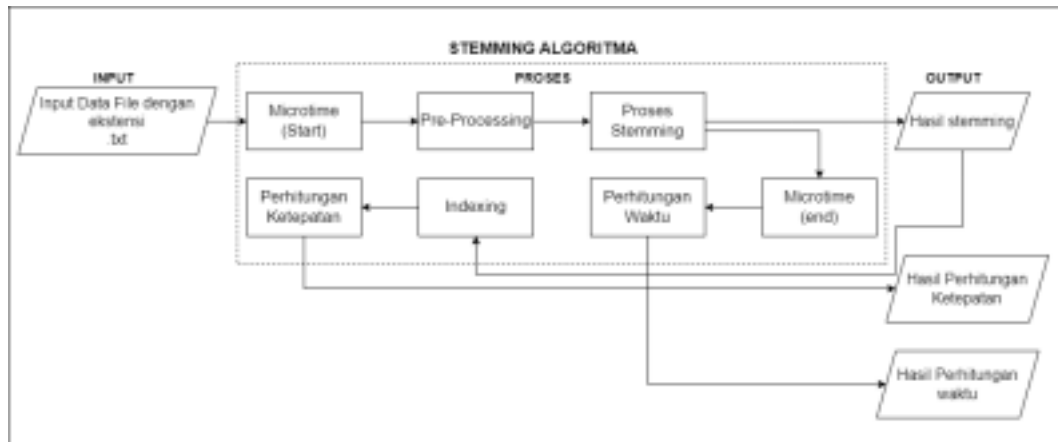 STEMMING ALGORITMA
INPUT
PROSES
OUTPUT
Input Data File dengan
ekstensi
.txt
Microtime
(Start)
Pre-Processing
Proses
Stemming
Hasil stemming
Perhitungan
Ketepatan
Indexing
Perhitungan
Waktu
Microtime
(end)
Hasil Perhitungan
Ketepatan
Hasil Perhitungan
waktu